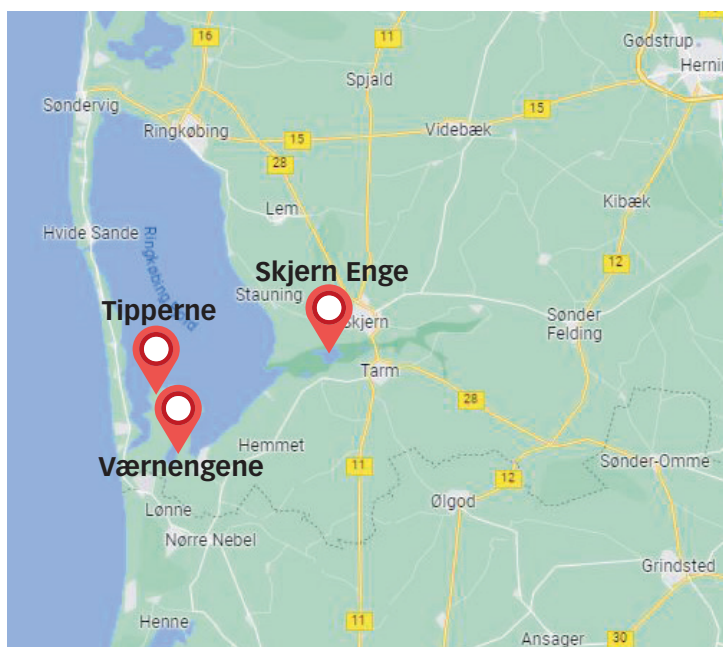 16
11
Gødstrup
Spjald
Søndervig
Ringkøbing
15
Videbæk
15
28
Lem
Kibæk
Hvide Sande
Ringkøbing
12
Skjern Enge
Stauning
Tipperne
Skjern
Sønder
Felding
Tarm
28
Hemmet
Værnengene
11
Sønder-Omme
12
Lønne
Ølgod
Nørre Nebel
Grindsted
Henne
11
Ansager
30